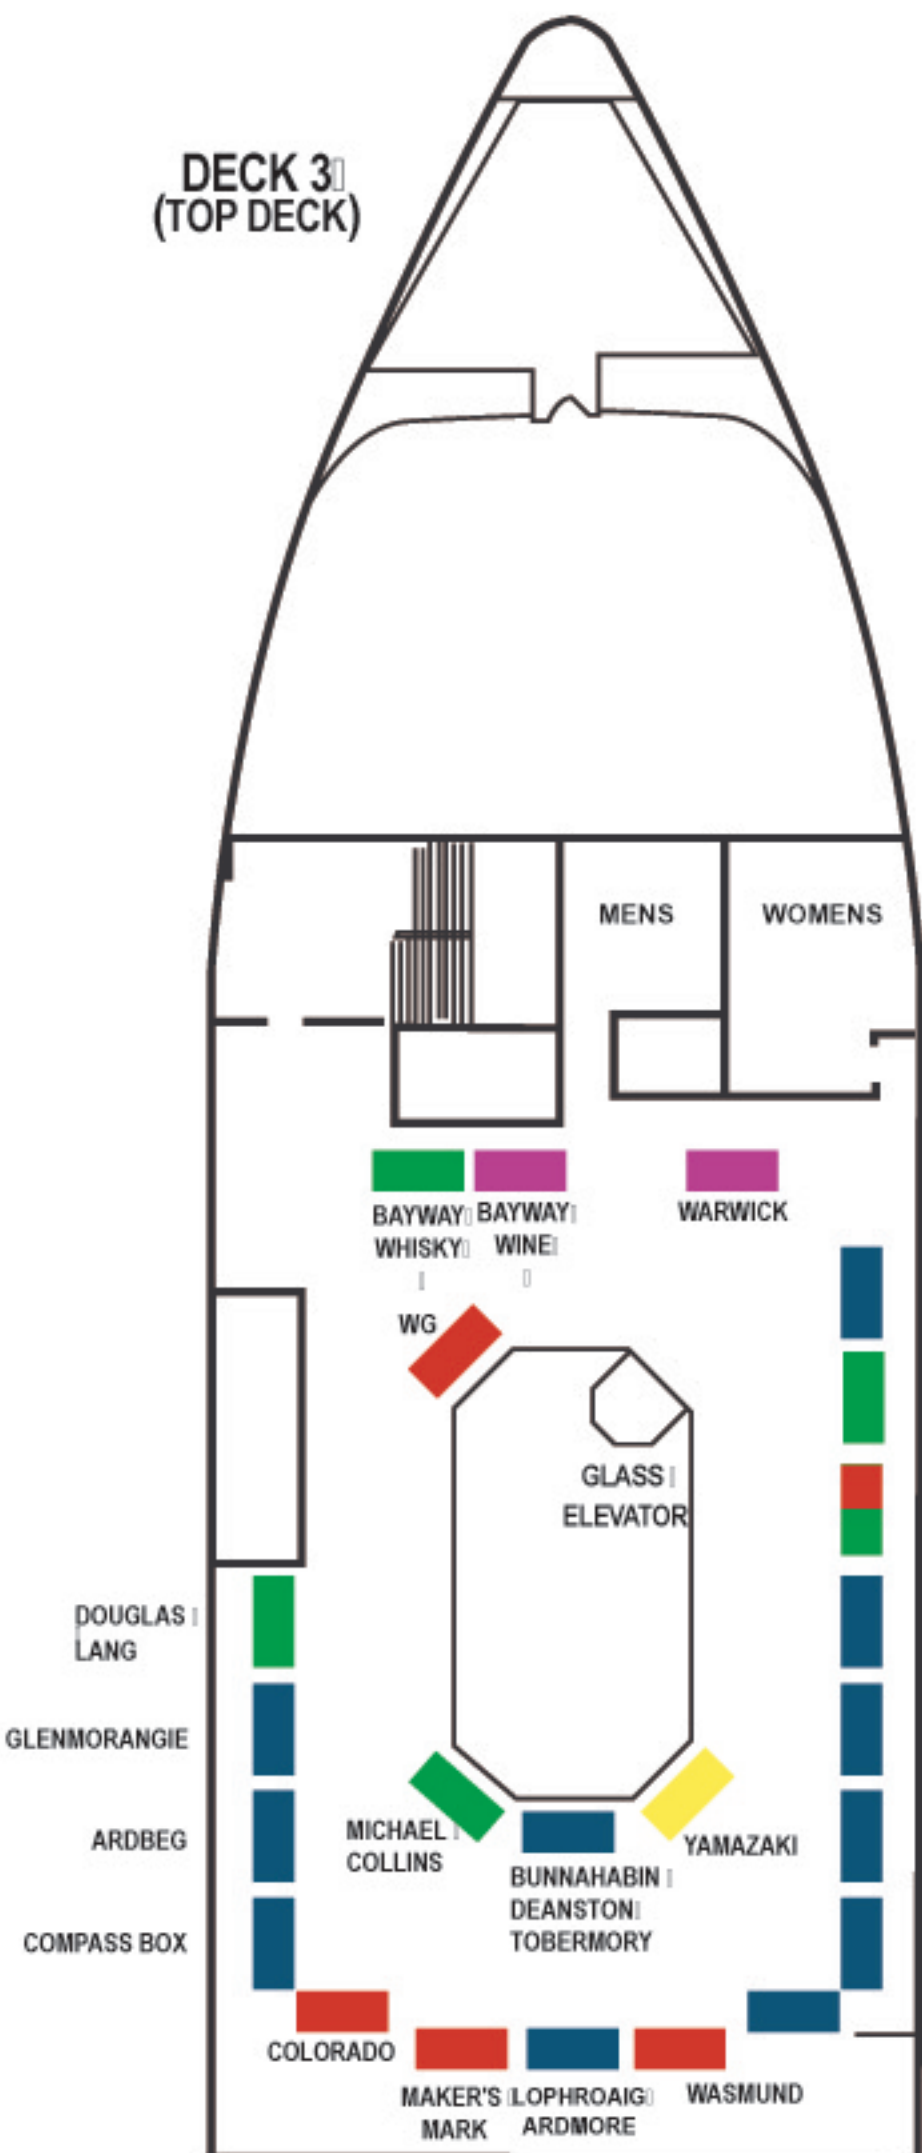 DECK 3
(TOP DECK)
MENS
WOMENS
BAYWAY
WHISKY
BAYWAY
WINE
WARWICK
WG
GLASS
ELEVATOR
DOUGLAS
LANG
GLENMORANGIE
ARDBEG
COMPASS BOX
MICHAEL
COLLINS
BUNNAHABIN
DEANSTON
TOBERMORY
YAMAZAKI
COLORADO
MAKER'S
MARK
LOPHROAIG
ARDMORE
WASMUND